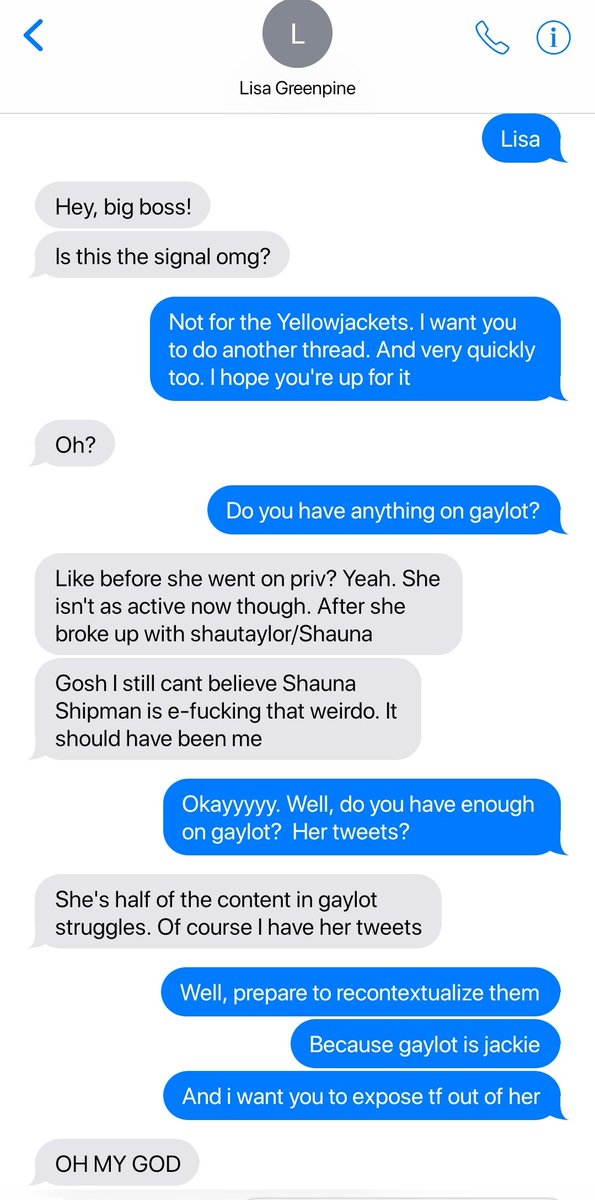 L
Lisa Greenpine
Lisa
Hey, big boss!
Is this the signal omg?
Not for the Yellowjackets. I want you
to do another thread. And very quickly
too. I hope you're up for it
Oh?
Do you have anything on gaylot?
Like before she went on priv? Yeah. She
isn't as active now though. After she
broke up with shautaylor/Shauna
Gosh I still cant believe Shauna
Shipman is e-fucking that weirdo. It
should have been me
Okayyyyy. Well, do you have enough
on gaylot?  Her tweets?
She's half of the content in gaylot
struggles. Of course I have her tweets
Well, prepare to recontextualize them
Because gaylot is jackie
And i want you to expose tf out of her
OH MY GOD